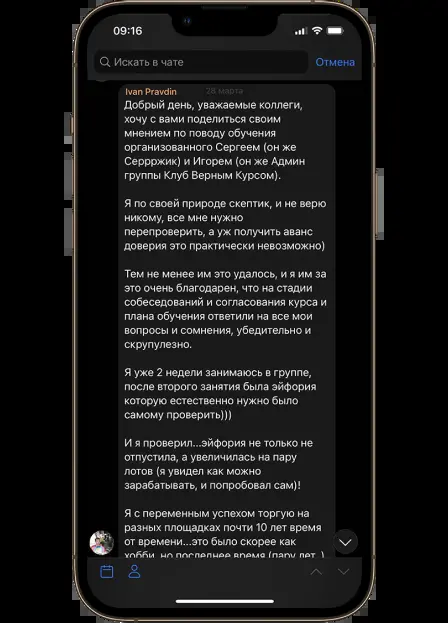 09:16
Искать в чате
Отмена
Ivan Pravdin
28 марта
Добрый день, уважаемые коллеги,
хочу с вами поделиться своим
мнением по поводу обучения
организованного Сергеем (он же
Серрржик) и Игорем (он же Админ
группы Клуб Верным Курсом).
Я по своей природе скептик, и не верю
никому, все мне нужно
перепроверить, а уж получить аванс
доверия это практически невозможно)
Тем не менее им это удалось, и я им за
это очень благодарен, что на стадии
собеседований и согласования курса и
плана обучения ответили на все мои
вопросы и сомнения, убедительно и
скрупулезно.
Я уже 2 недели занимаюсь в группе,
после второго занятия была эйфория
которую естественно нужно было
самому проверить)))
И я проверил...эйфория не только не
отпустила, а увеличилась на пару
лотов (я увидел как можно
зарабатывать, и попробовал сам)!
Я с переменным успехом торгую на
разных площадках почти 10 лет время
от времени...это было скорее как
хобби, но последнее время (пару лет, )